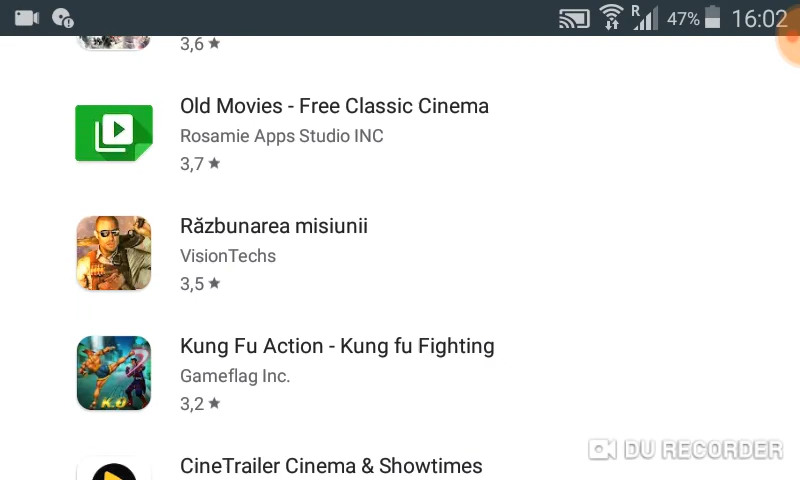 R 47% 16:02
3,6 ★
Old Movies - Free Classic Cinema
Rosamie Apps Studio INC
3,7 ★
Răzbunarea misiunii
VisionTechs
3,5 ★
Kung Fu Action - Kung fu Fighting
Gameflag Inc.
K.O
3,2 ★
DU RECORDER
CineTrailer Cinema & Showtimes